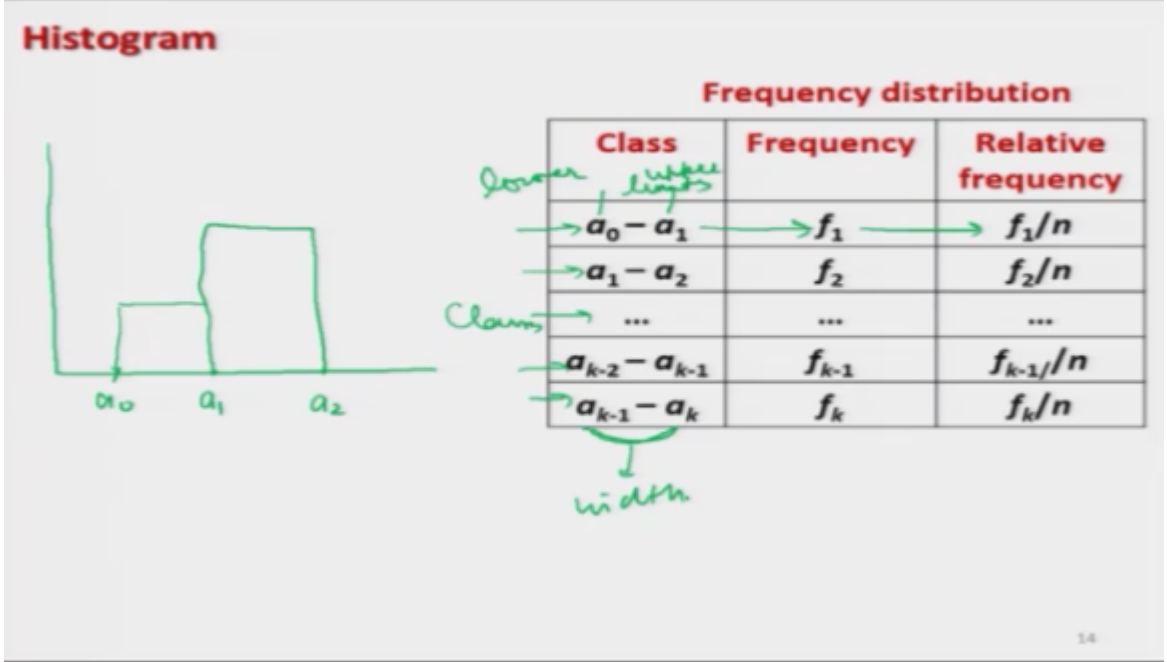 Histogram
Frequency distribution
Class Frequency Relative frequency
lower upper limits
a0 – a1 f1 f1/n
a1 – a2 f2 f2/n
... ... ...
ak-2 – ak-1 fk-1 fk-1//n
ak-1 – ak fk fk/n
width.
a0 a1 a2
14